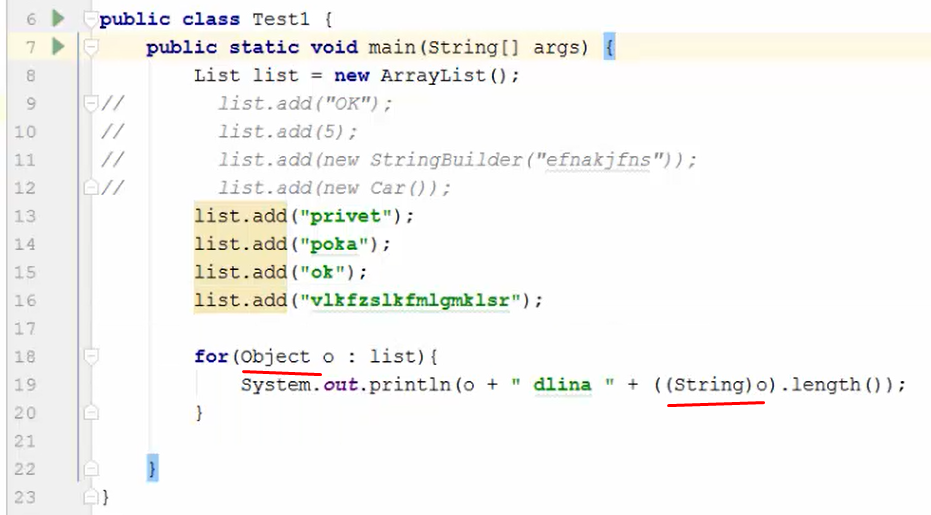 6 public class Test1 {
7 public static void main(String[] args) {
8 List list = new ArrayList();
9 // list.add("OK");
10 // list.add(5);
11 // list.add(new StringBuilder("efnakjfns"));
12 // list.add(new Car());
13 list.add("privet");
14 list.add("poka");
15 list.add("ok");
16 list.add("vlkfzslkfmlgmklsr");
17
18 for(Object o : list){
19 System.out.println(o + " dlina " + ((String)o).length());
20 }
21
22 }
23 }